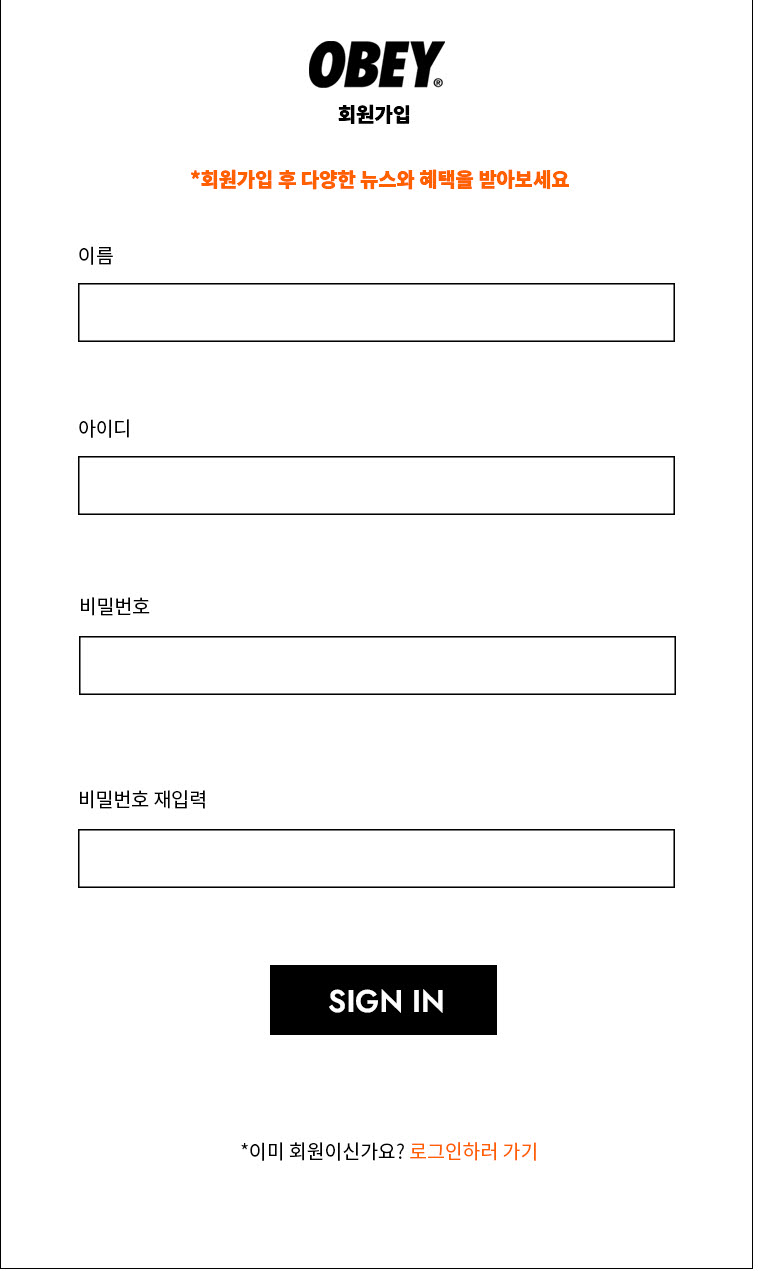 OBEY®
회원가입
*회원가입 후 다양한 뉴스와 혜택을 받아보세요
이름
아이디
비밀번호
비밀번호 재입력
SIGN IN
*이미 회원이신가요? 로그인하러 가기